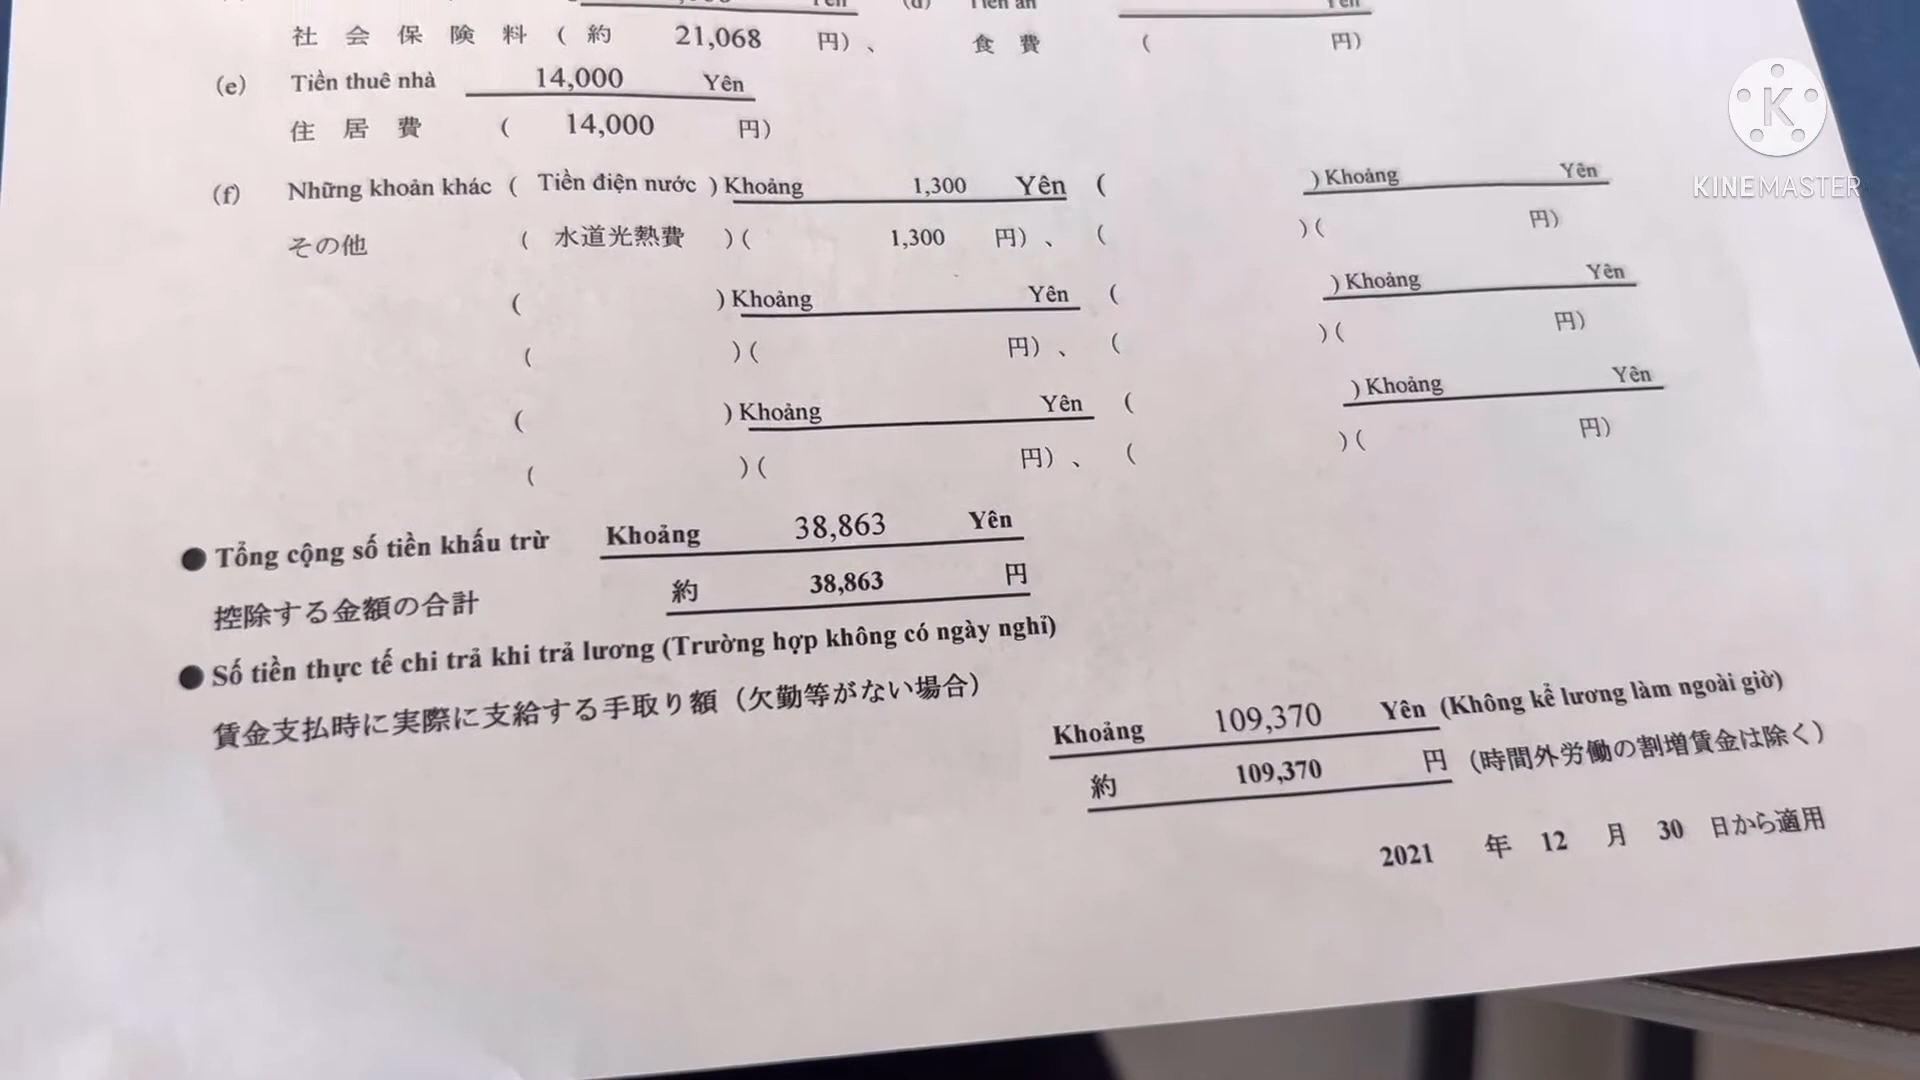 Yên (d) Tiền ăn Yên
社会保険料 ( 約 21,068 円) 、 食費 ( 円)
(e) Tiền thuê nhà 14,000 Yên
住居費 ( 14,000 円)
(f) Những khoản khác ( Tiền điện nước ) Khoảng 1,300 Yên ( ) Khoảng Yên
その他 ( 水道光熱費 ) ( 1,300 円) 、 ( ) ( 円)
( ) Khoảng Yên ( ) Khoảng Yên
( ) ( 円) 、 ( ) ( 円)
( ) Khoảng Yên ( ) Khoảng Yên
( ) ( 円) 、 ( ) ( 円)
● Tổng cộng số tiền khấu trừ Khoảng 38,863 Yên
控除する金額の合計 約 38,863 円
● Số tiền thực tế chi trả khi trả lương (Trường hợp không có ngày nghỉ)
賃金支払時に実際に支給する手取り額（欠勤等がない場合）
Khoảng 109,370 Yên (Không kể lương làm ngoài giờ)
約 109,370 円 （時間外労働の割増賃金は除く）
2021 年 12 月 30 日から適用
K
KINEMASTER